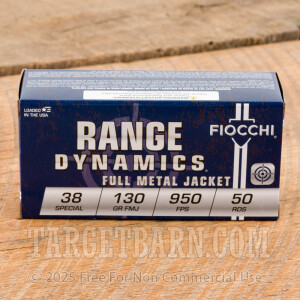 LOADED IN THE USA
RANGE
DYNAMICS
FULL METAL JACKET
FIOCCHI
38 SPECIAL
130 GR FMJ
950 FPS
50 RDS
TARGETBARN.COM
© 2025 Free For Non Commercial Use